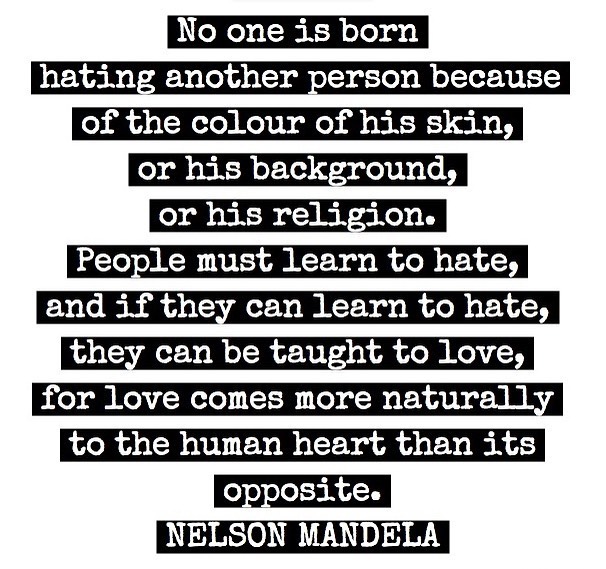 No one is born
hating another person because
of the colour of his skin,
or his background,
or his religion.
People must learn to hate,
and if they can learn to hate,
they can be taught to love,
for love comes more naturally
to the human heart than its
opposite.
NELSON MANDELA